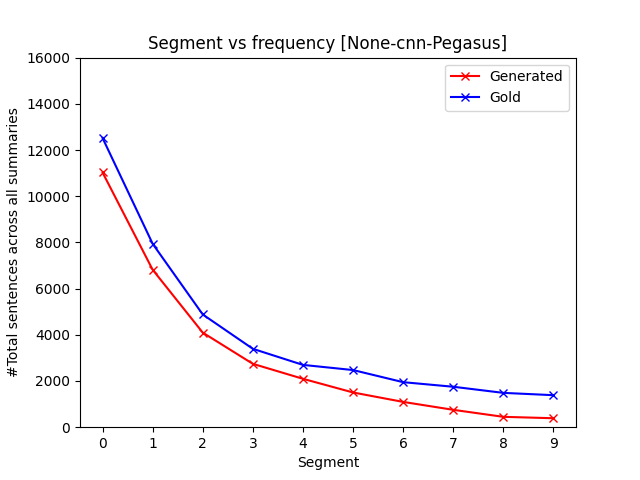 Segment vs frequency [None-cnn-Pegasus]
Generated
Gold
16000
14000
12000
10000
8000
6000
4000
2000
0
#Total sentences across all summaries
0 1 2 3 4 5 6 7 8 9
Segment